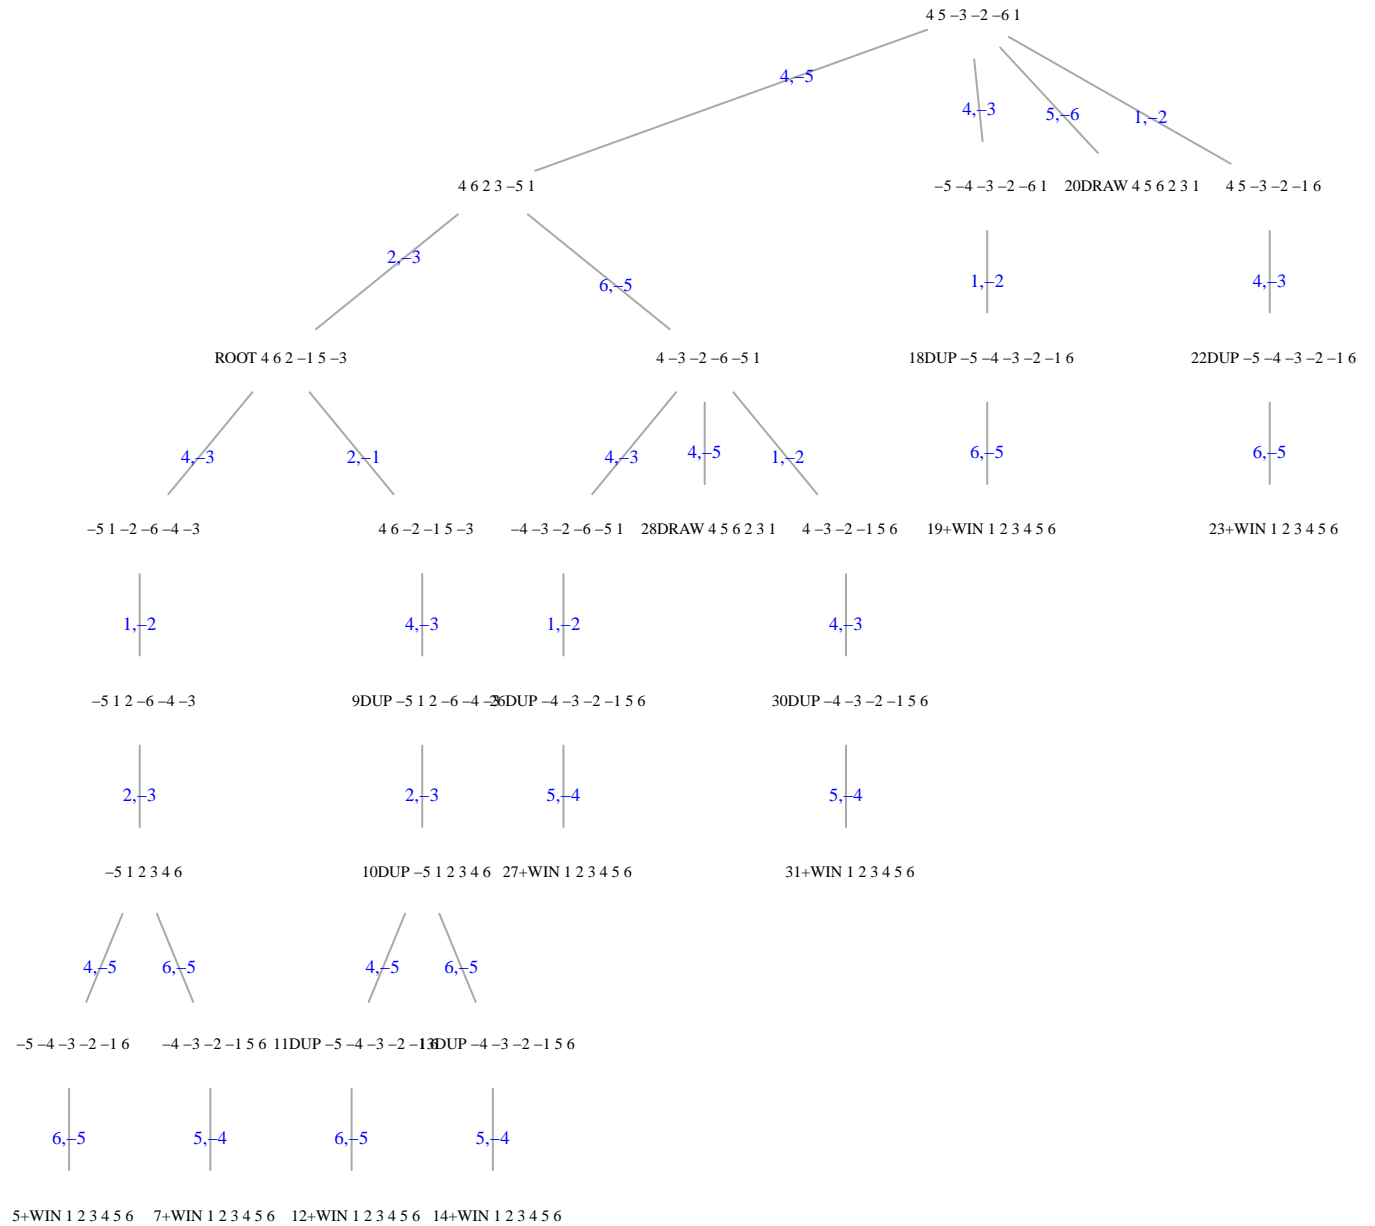 4 5 –3 –2 –6 1
4,–5
4,–3
5,–6
1,–2
4 6 2 3 –5 1
–5 –4 –3 –2 –6 1
20DRAW 4 5 6 2 3 1
4 5 –3 –2 –1 6
2,–3
6,–5
1,–2
4,–3
ROOT 4 6 2 –1 5 –3
4 –3 –2 –6 –5 1
18DUP –5 –4 –3 –2 –1 6
22DUP –5 –4 –3 –2 –1 6
4,–3
2,–1
4,–3
4,–5
1,–2
6,–5
6,–5
–5 1 –2 –6 –4 –3
4 6 –2 –1 5 –3
–4 –3 –2 –6 –5 1
28DRAW 4 5 6 2 3 1
4 –3 –2 –1 5 6
19+WIN 1 2 3 4 5 6
23+WIN 1 2 3 4 5 6
1,–2
4,–3
1,–2
4,–3
–5 1 2 –6 –4 –3
9DUP –5 1 2 –6 –4 –3
26DUP –4 –3 –2 –1 5 6
30DUP –4 –3 –2 –1 5 6
2,–3
2,–3
5,–4
5,–4
–5 1 2 3 4 6
10DUP –5 1 2 3 4 6
27+WIN 1 2 3 4 5 6
31+WIN 1 2 3 4 5 6
4,–5
6,–5
4,–5
6,–5
–5 –4 –3 –2 –1 6
–4 –3 –2 –1 5 6
11DUP –5 –4 –3 –2 –1 6
13DUP –4 –3 –2 –1 5 6
6,–5
5,–4
6,–5
5,–4
5+WIN 1 2 3 4 5 6
7+WIN 1 2 3 4 5 6
12+WIN 1 2 3 4 5 6
14+WIN 1 2 3 4 5 6